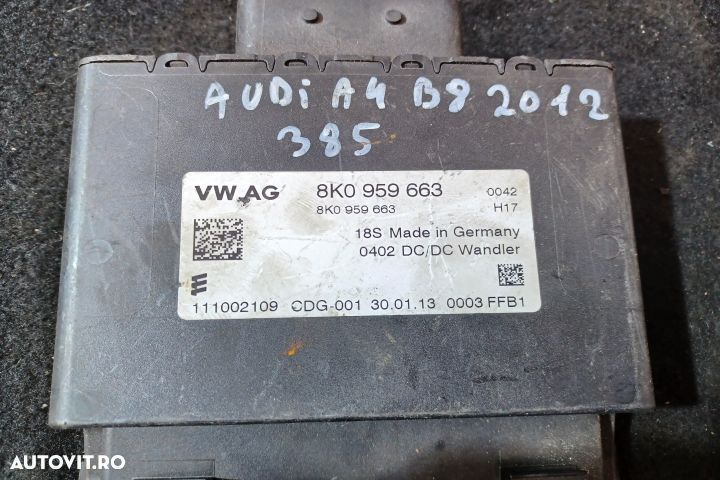 AUDi A4 B8 2012
385
VW AG 8K0 959 663 0042
8K0 959 663 H17
18S Made in Germany
0402 DC/DC Wandler
111002109 CDG-001 30.01.13 0003 FFB1
AUTOVIT.RO